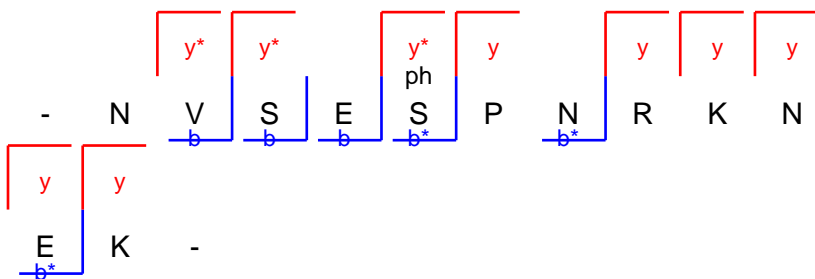 y* y* y* y y y y
ph
- N V S E S P N R K N
b b b b* b*
y y
E K -
b*